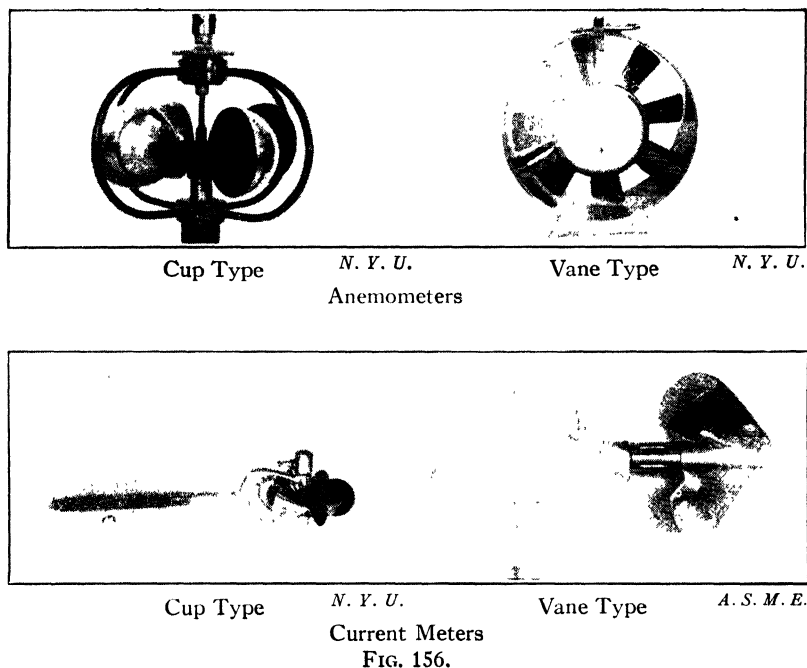 Cup Type N. Y. U. Vane Type N. Y. U.
Anemometers
Cup Type N. Y. U. Vane Type A. S. M. E.
Current Meters
FIG. 156.